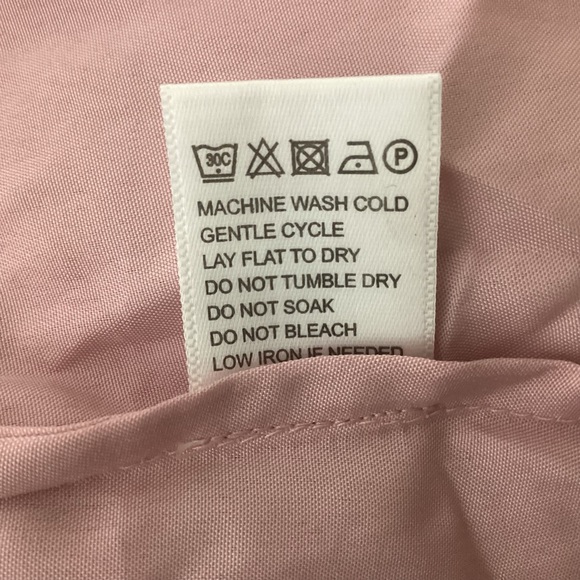 30C P
MACHINE WASH COLD
GENTLE CYCLE
LAY FLAT TO DRY
DO NOT TUMBLE DRY
DO NOT SOAK
DO NOT BLEACH
LOW IRON IF NEEDED